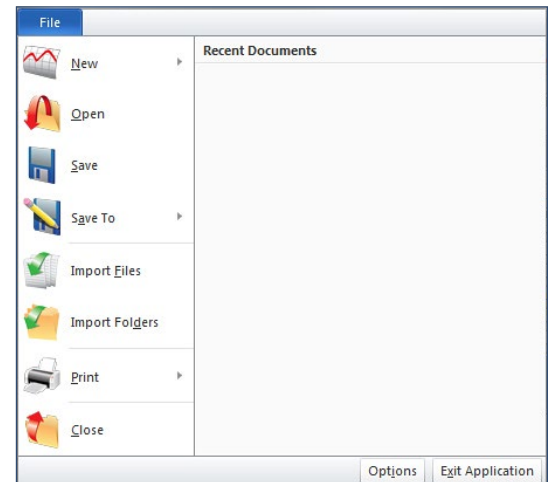 File
New
Open
Save
Save To
Import Files
Import Folders
Print
Close
Recent Documents
Options
Exit Application